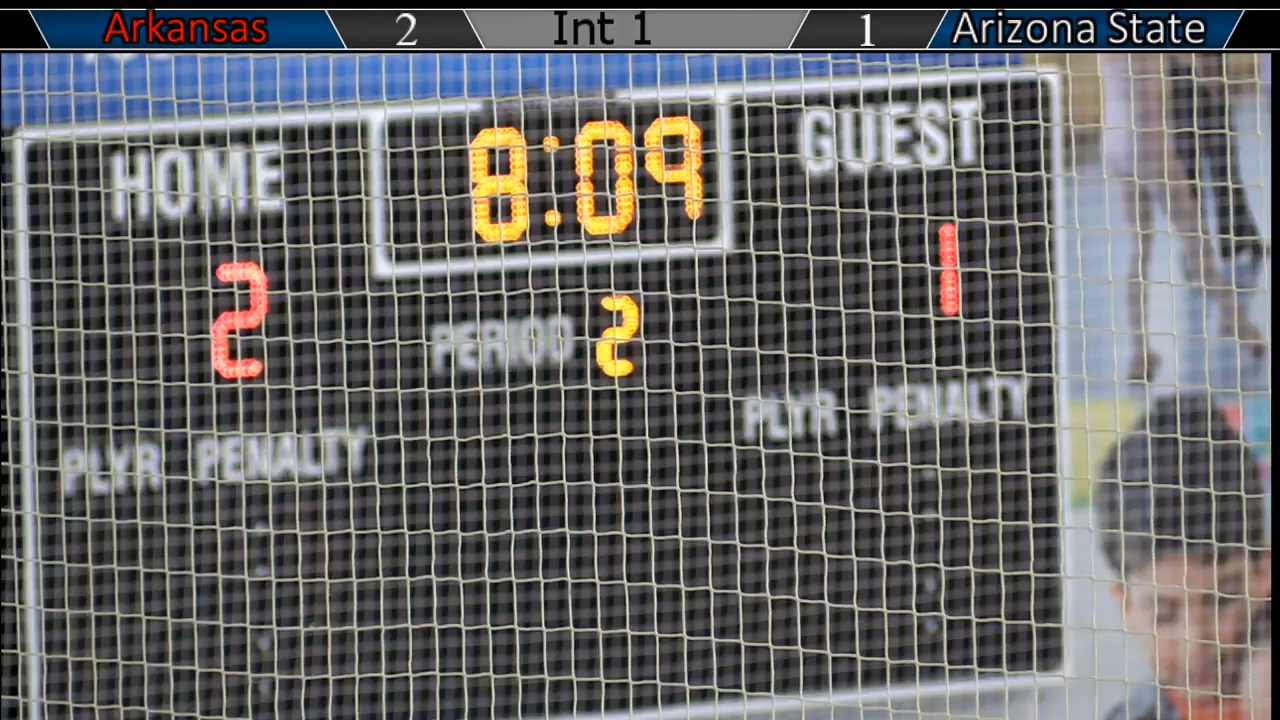 Arkansas 2 Int 1 1 Arizona State
HOME 8:09 GUEST
2 PERIOD 2 1
PLYR PENALTY PLYR PENALTY